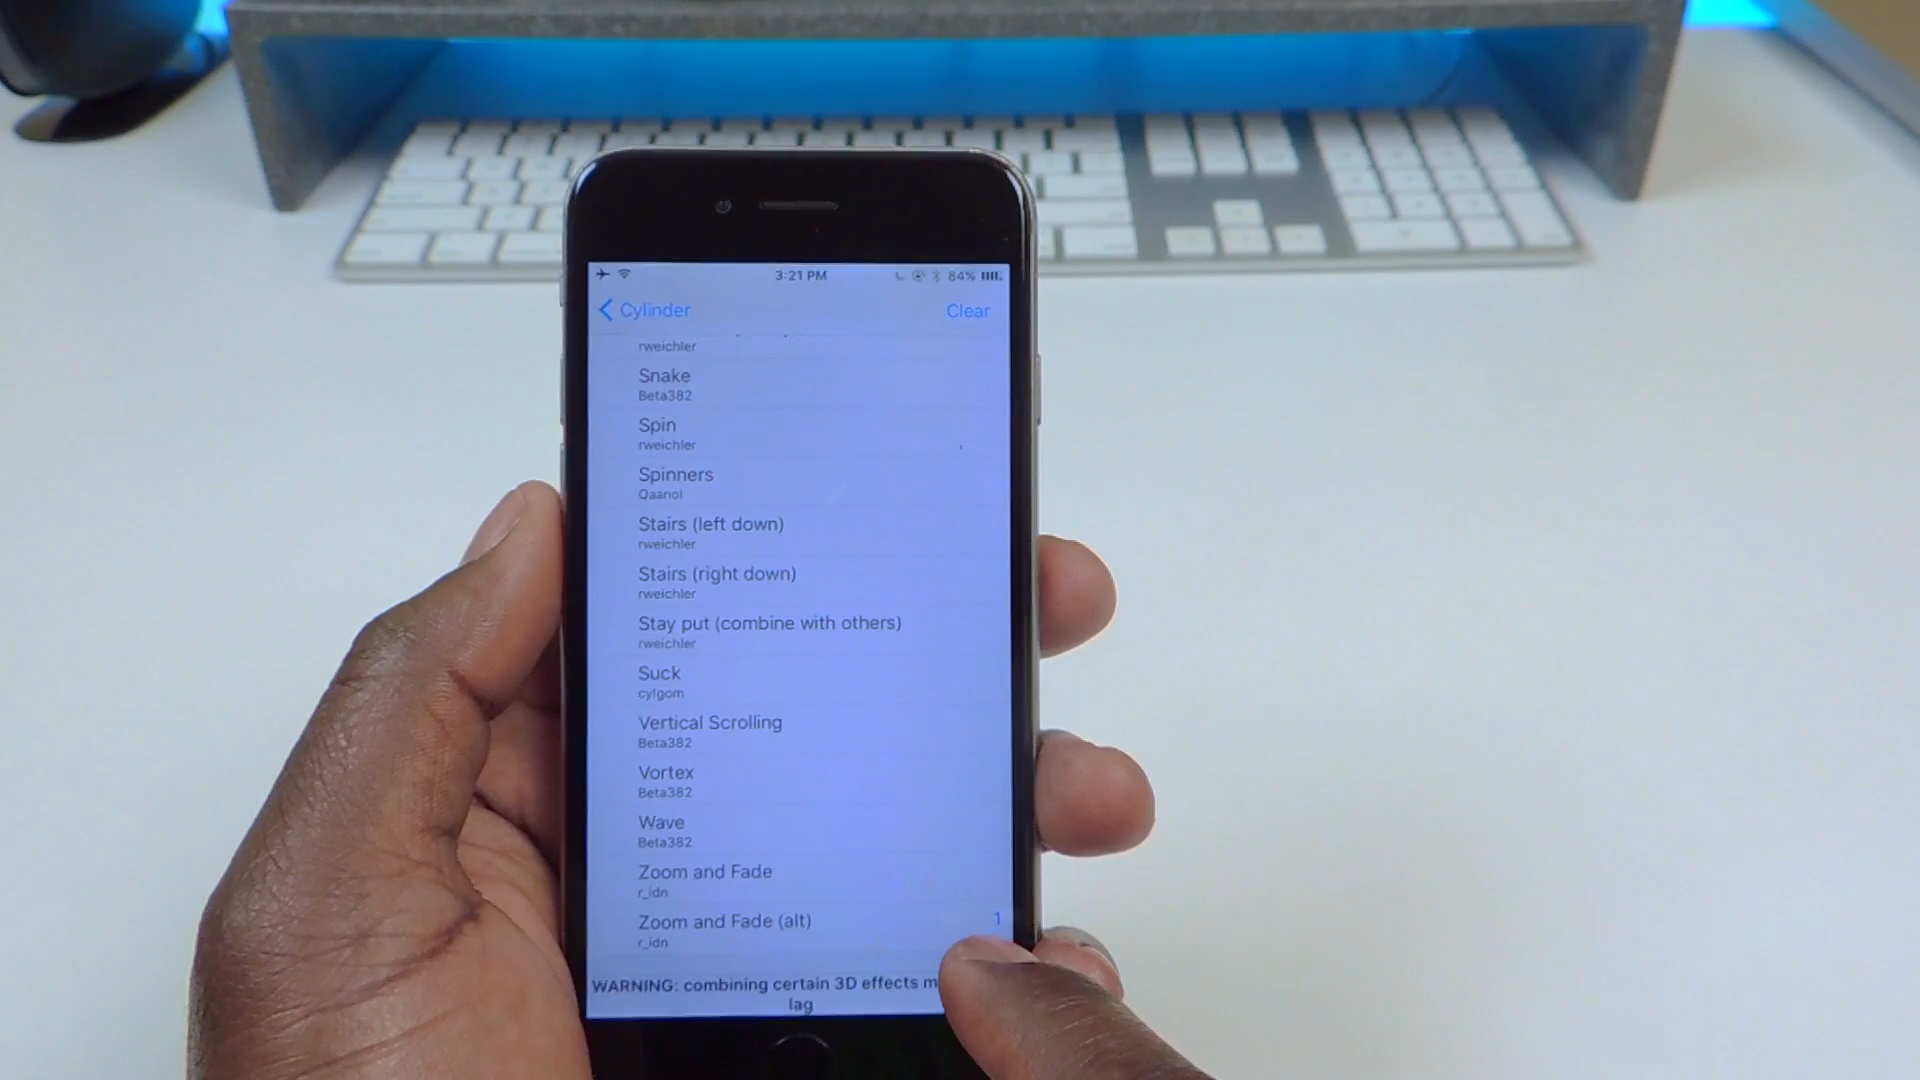 3:21 PM
84%
Cylinder
Clear
rweichler
Snake
Beta382
Spin
rweichler
Spinners
Qaanol
Stairs (left down)
rweichler
Stairs (right down)
rweichler
Stay put (combine with others)
rweichler
Suck
cylgom
Vertical Scrolling
Beta382
Vortex
Beta382
Wave
Beta382
Zoom and Fade
r_idn
Zoom and Fade (alt)
1
r_idn
WARNING: combining certain 3D effects
lag